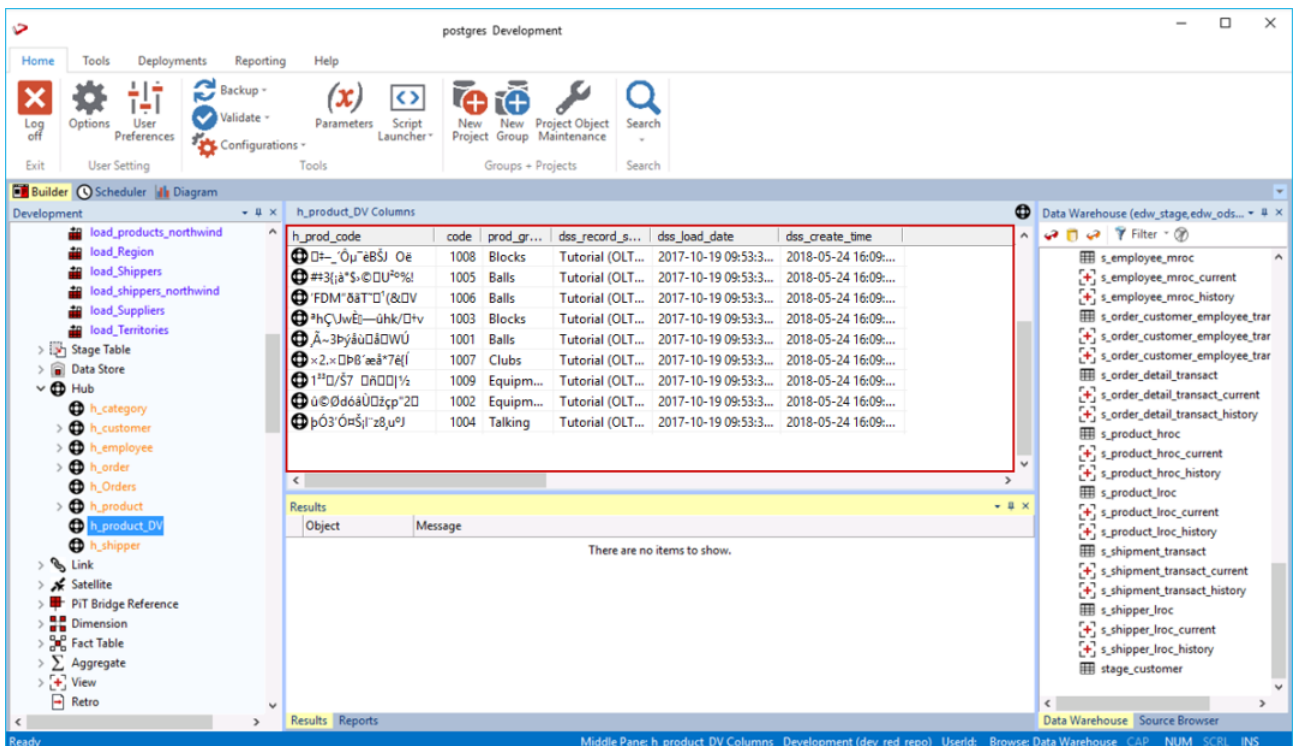 postgres Development
Home Tools Deployments Reporting Help
Log off
Options
User Preferences
Backup
Validate
Configurations
Parameters
Script Launcher
New Project
New Group
Project Object Maintenance
Search
Exit User Setting Tools Groups + Projects Search
Builder Scheduler Diagram
Development
load_products_northwind
load_Region
load_Shippers
load_shippers_northwind
load_Suppliers
load_Territories
Stage Table
Data Store
Hub
h_category
h_customer
h_employee
h_order
h_Orders
h_product
h_product_DV
h_shipper
Link
Satellite
PiT Bridge Reference
Dimension
Fact Table
Aggregate
View
Retro
h_product_DV Columns
h_prod_code code prod_gr... dss_record_s... dss_load_date dss_create_time
1008 Blocks Tutorial (OLT... 2017-10-19 09:53:3... 2018-05-24 16:09:...
1005 Balls Tutorial (OLT... 2017-10-19 09:53:3... 2018-05-24 16:09:...
1006 Balls Tutorial (OLT... 2017-10-19 09:53:3... 2018-05-24 16:09:...
1003 Blocks Tutorial (OLT... 2017-10-19 09:53:3... 2018-05-24 16:09:...
1001 Balls Tutorial (OLT... 2017-10-19 09:53:3... 2018-05-24 16:09:...
1007 Clubs Tutorial (OLT... 2017-10-19 09:53:3... 2018-05-24 16:09:...
1009 Equipm... Tutorial (OLT... 2017-10-19 09:53:3... 2018-05-24 16:09:...
1002 Equipm... Tutorial (OLT... 2017-10-19 09:53:3... 2018-05-24 16:09:...
1004 Talking Tutorial (OLT... 2017-10-19 09:53:3... 2018-05-24 16:09:...
Results
Object Message
There are no items to show.
Results Reports
Data Warehouse (edw_stage,edw_ods...
Filter
s_employee_mroc
s_employee_mroc_current
s_employee_mroc_history
s_order_customer_employee_trar
s_order_customer_employee_trar
s_order_customer_employee_trar
s_order_detail_transact
s_order_detail_transact_current
s_order_detail_transact_history
s_product_hroc
s_product_hroc_current
s_product_hroc_history
s_product_lroc
s_product_lroc_current
s_product_lroc_history
s_shipment_transact
s_shipment_transact_current
s_shipment_transact_history
s_shipper_lroc
s_shipper_lroc_current
s_shipper_lroc_history
stage_customer
Data Warehouse Source Browser
Ready Middle Pane: h_product_DV Columns Development (dev_red_repo) UserId: Browse: Data Warehouse CAP NUM SCRL INS